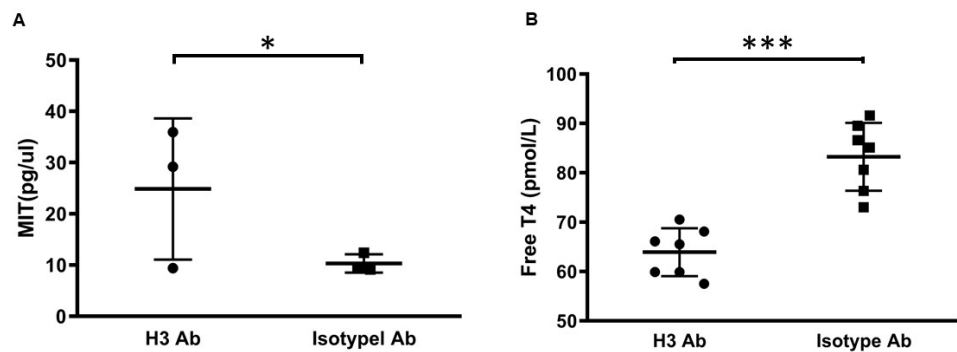 A
MIT(pg/ul)
50
40
30
20
10
0
*
H3 Ab
Isotypel Ab
B
Free T4 (pmol/L)
100
90
80
70
60
50
***
H3 Ab
Isotype Ab